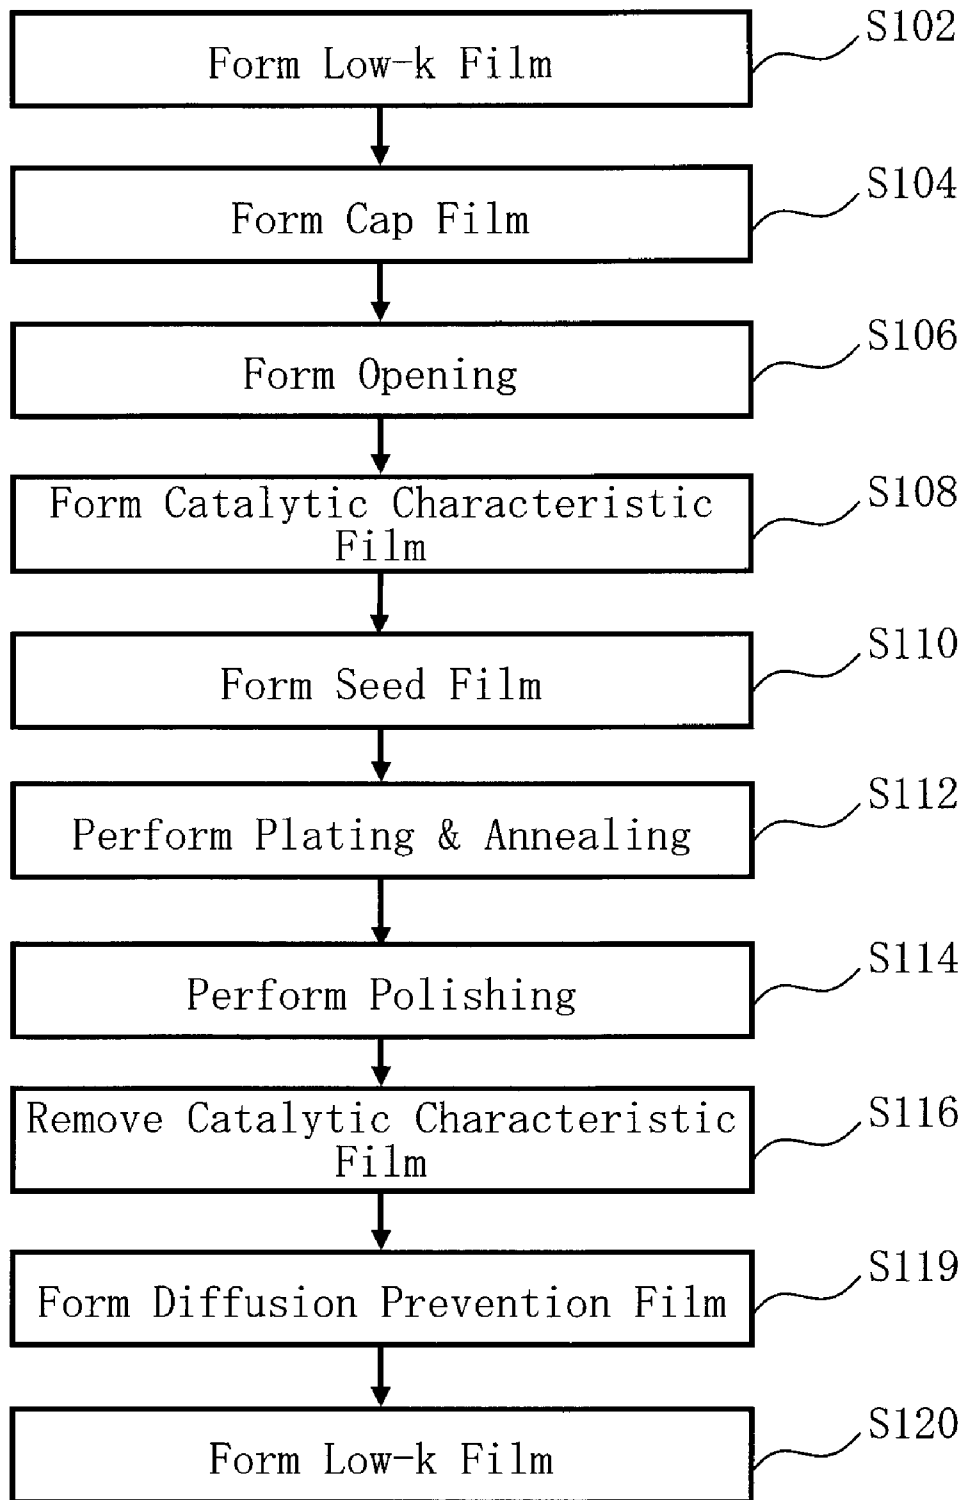 S102
Form Low-k Film
S104
Form Cap Film
S106
Form Opening
S108
Form Catalytic Characteristic
Film
S110
Form Seed Film
S112
Perform Plating & Annealing
S114
Perform Polishing
S116
Remove Catalytic Characteristic
Film
S119
Form Diffusion Prevention Film
S120
Form Low-k Film